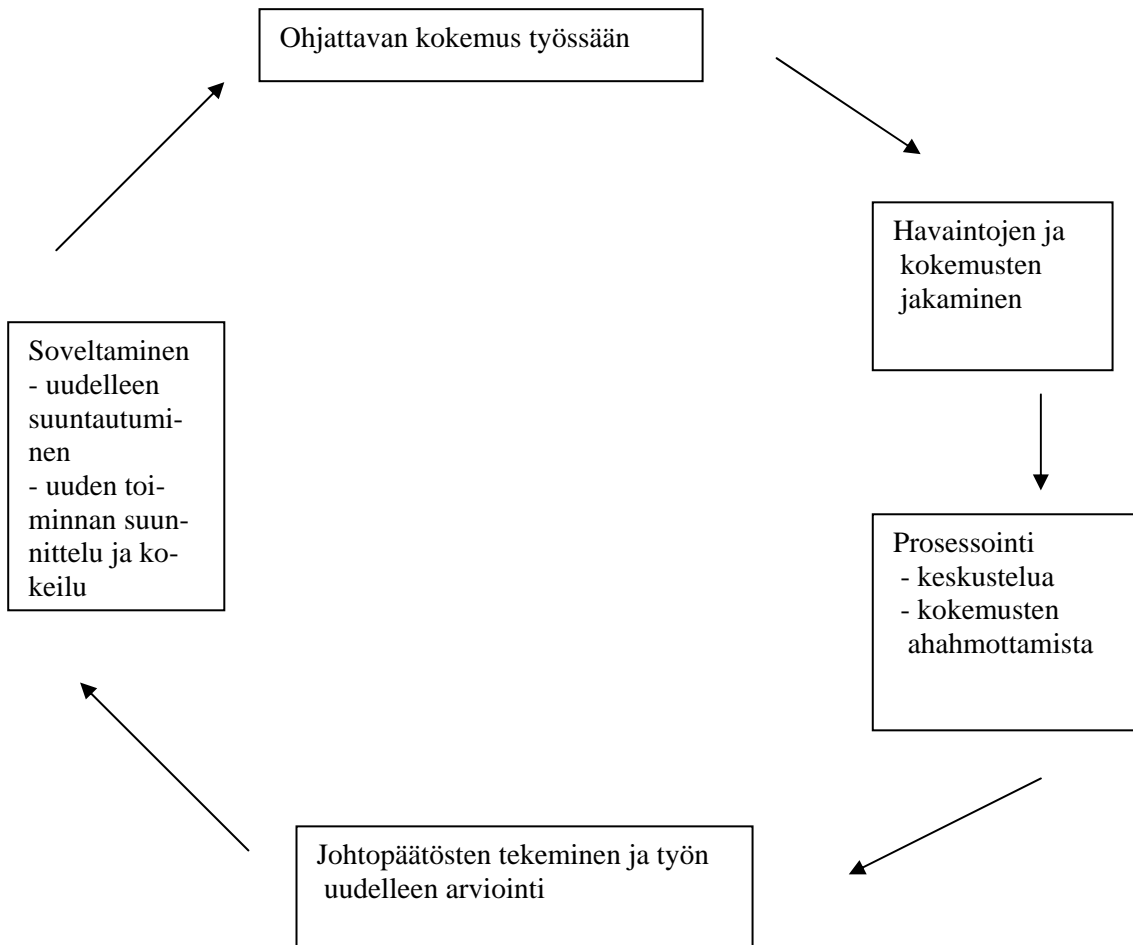 Ohjattavan kokemus työssään
Havaintojen ja
kokemusten
jakaminen
Prosessointi
- keskustelua
- kokemusten
ahahmottamista
Johtopäätösten tekeminen ja työn
uudelleen arviointi
Soveltaminen
- uudelleen
suuntautumi-
nen
- uuden toi-
minnan suun-
nittelu ja ko-
keilu